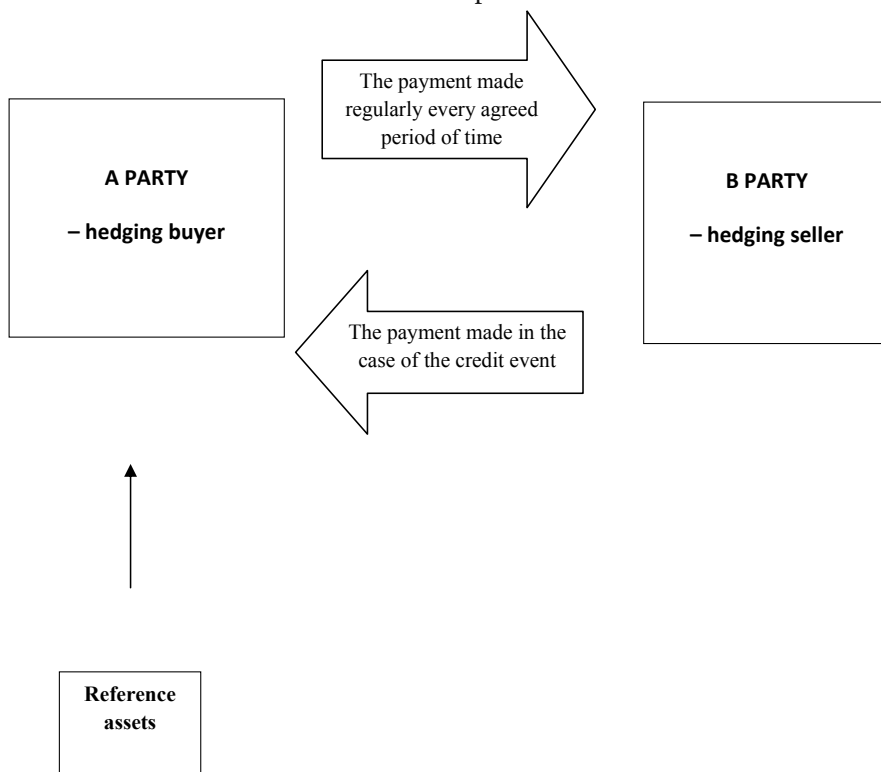 The payment made
regularly every agreed
period of time
A PARTY
– hedging buyer
B PARTY
– hedging seller
The payment made in the
case of the credit event
Reference
assets